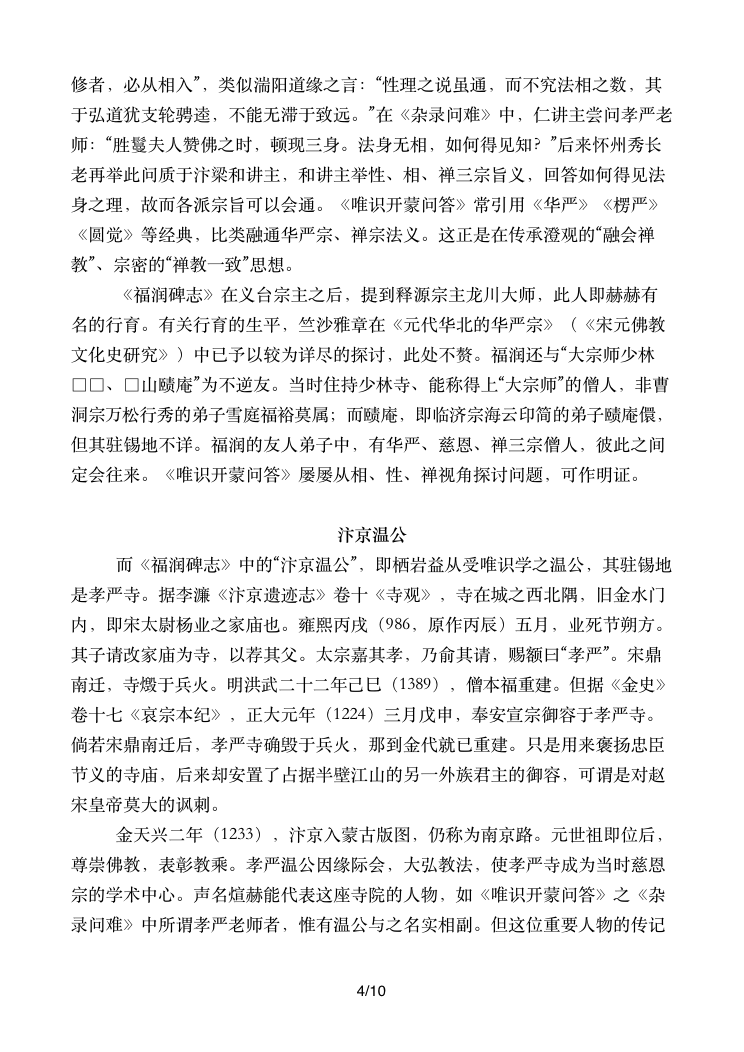 修者，必从相入”，类似湍阳道缘之言：“性理之说虽通，而不究法相之数，其
于弘道犹支轮骋逵，不能无滞于致远。”在《杂录问难》中，仁讲主尝问孝严老
师：“胜鬘夫人赞佛之时，顿现三身。法身无相，如何得见知？”后来怀州秀长
老再举此问质于汴梁和讲主，和讲主举性、相、禅三宗旨义，回答如何得见法
身之理，故而各派宗旨可以会通。《唯识开蒙问答》常引用《华严》《楞严》
《圆觉》等经典，比类融通华严宗、禅宗法义。这正是在传承澄观的“融会禅
教”、宗密的“禅教一致”思想。
《福润碑志》在义台宗主之后，提到释源宗主龙川大师，此人即赫赫有
名的行育。有关行育的生平，竺沙雅章在《元代华北的华严宗》（《宋元佛教
文化史研究》）中已予以较为详尽的探讨，此处不赘。福润还与“大宗师少林
□□、□山赜庵”为不逆友。当时住持少林寺、能称得上“大宗师”的僧人，非曹
洞宗万松行秀的弟子雪庭福裕莫属；而赜庵，即临济宗海云印简的弟子赜庵儇，
但其驻锡地不详。福润的友人弟子中，有华严、慈恩、禅三宗僧人，彼此之间
定会往来。《唯识开蒙问答》屡屡从相、性、禅视角探讨问题，可作明证。
汴京温公
而《福润碑志》中的“汴京温公”，即栖岩益从受唯识学之温公，其驻锡地
是孝严寺。据李濂《汴京遗迹志》卷十《寺观》，寺在城之西北隅，旧金水门
内，即宋太尉杨业之家庙也。雍熙丙戌（986，原作丙辰）五月，业死节朔方。
其子请改家庙为寺，以荐其父。太宗嘉其孝，乃俞其请，赐额曰“孝严”。宋鼎
南迁，寺燬于兵火。明洪武二十二年己巳（1389），僧本福重建。但据《金史》
卷十七《哀宗本纪》，正大元年（1224）三月戊申，奉安宣宗御容于孝严寺。
倘若宋鼎南迁后，孝严寺确毁于兵火，那到金代就已重建。只是用来褒扬忠臣
节义的寺庙，后来却安置了占据半壁江山的另一外族君主的御容，可谓是对赵
宋皇帝莫大的讽刺。
金天兴二年（1233），汴京入蒙古版图，仍称为南京路。元世祖即位后，
尊崇佛教，表彰教乘。孝严温公因缘际会，大弘教法，使孝严寺成为当时慈恩
宗的学术中心。声名煊赫能代表这座寺院的人物，如《唯识开蒙问答》之《杂
录问难》中所谓孝严老师者，惟有温公与之名实相副。但这位重要人物的传记
4/10